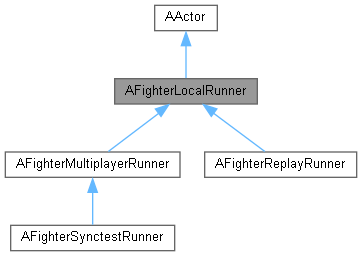 AActor
AFighterLocalRunner
AFighterMultiplayerRunner
AFighterReplayRunner
AFighterSynctestRunner